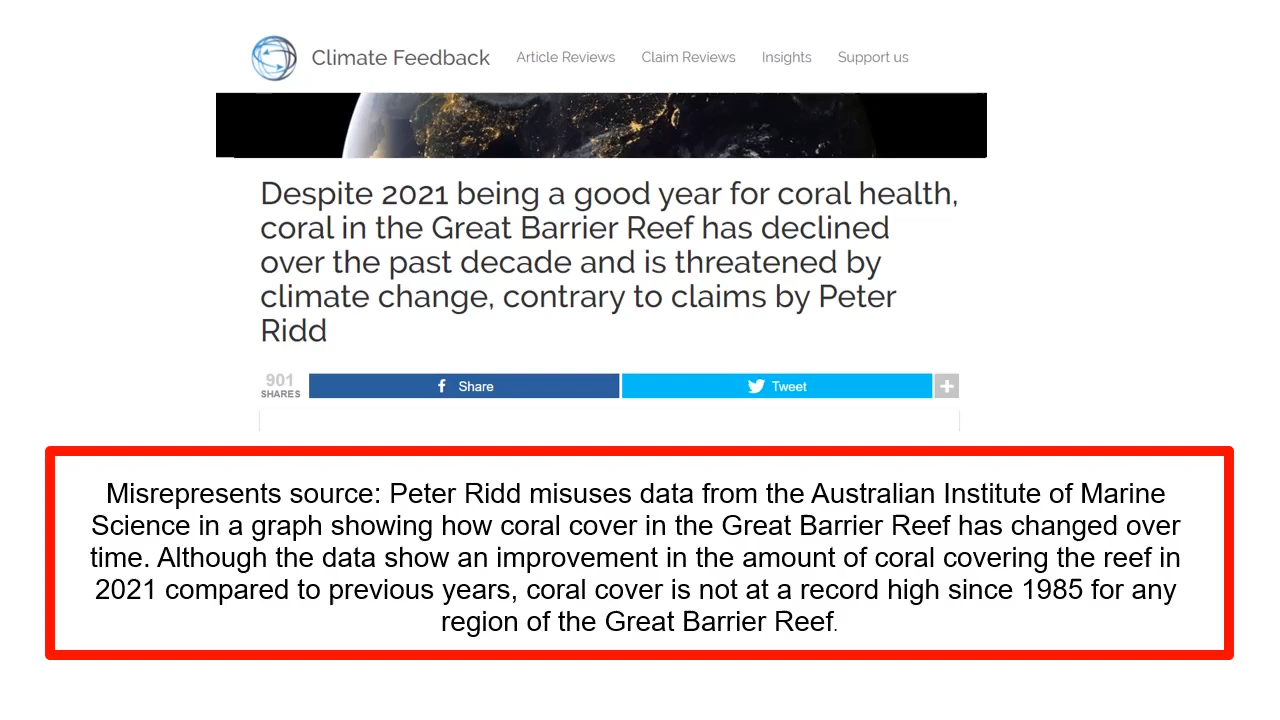 Climate Feedback Article Reviews Claim Reviews Insights Support us
Despite 2021 being a good year for coral health,
coral in the Great Barrier Reef has declined
over the past decade and is threatened by
climate change, contrary to claims by Peter
Ridd
901
SHARES
f Share
Tweet
+
Misrepresents source: Peter Ridd misuses data from the Australian Institute of Marine
Science in a graph showing how coral cover in the Great Barrier Reef has changed over
time. Although the data show an improvement in the amount of coral covering the reef in
2021 compared to previous years, coral cover is not at a record high since 1985 for any
region of the Great Barrier Reef.